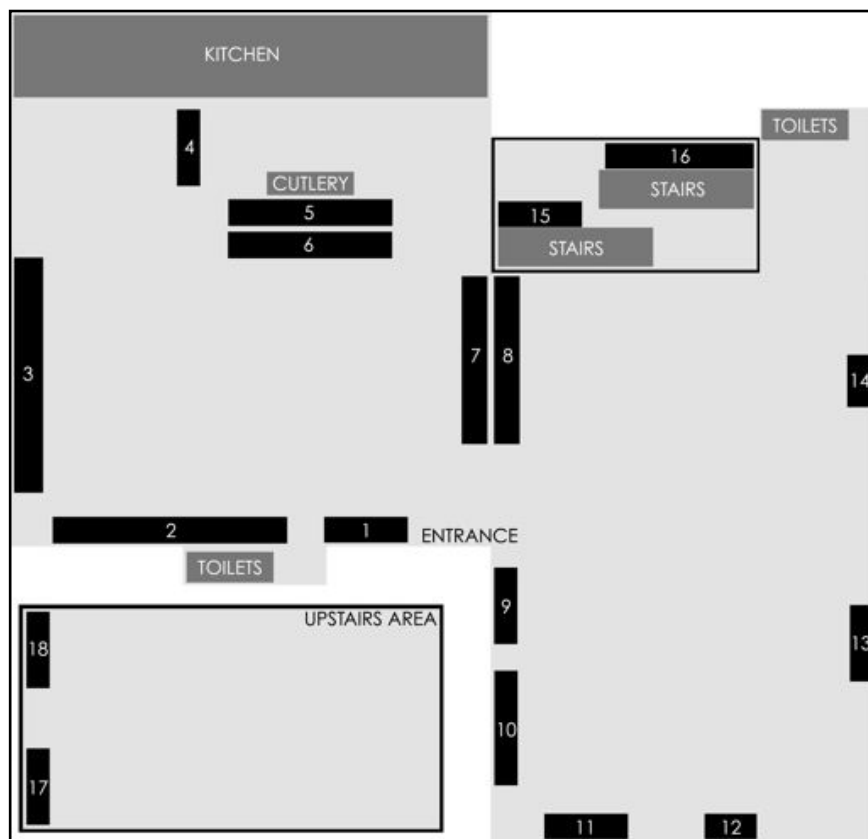 KITCHEN
TOILETS
4
16
CUTLERY
STAIRS
5
15
6
STAIRS
3
7
8
14
2
1
ENTRANCE
TOILETS
9
UPSTAIRS AREA
18
13
10
17
11
12